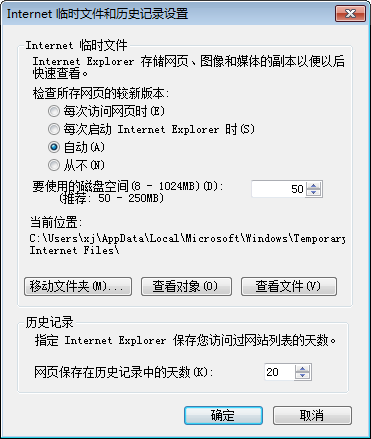 Internet 临时文件和历史记录设置
Internet 临时文件
Internet Explorer 存储网页、图像和媒体的副本以便以后
快速查看。
检查所存网页的较新版本:
每次访问网页时(E)
每次启动 Internet Explorer 时(S)
自动(A)
从不(N)
要使用的磁盘空间(8 - 1024MB)(D): 50
(推荐: 50 - 250MB)
当前位置:
C:\Users\xj\AppData\Local\Microsoft\Windows\Temporary
Internet Files\
移动文件夹(M)... 查看对象(O) 查看文件(V)
历史记录
指定 Internet Explorer 保存您访问过网站列表的天数。
网页保存在历史记录中的天数(K): 20
确定 取消